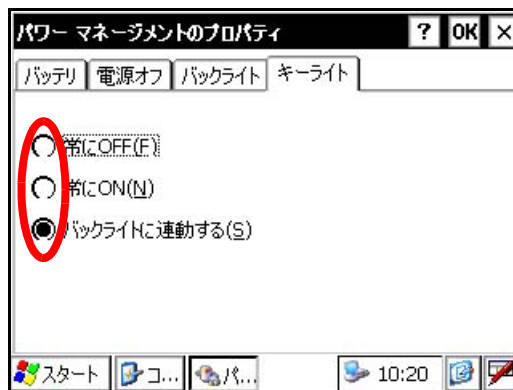 パワー マネージメントのプロパティ ? OK ×
バッテリ 電源オフ バックライト キーライト
常にOFF(F)
常にON(N)
バックライトに連動する(S)
スタート コ... パ... 10:20